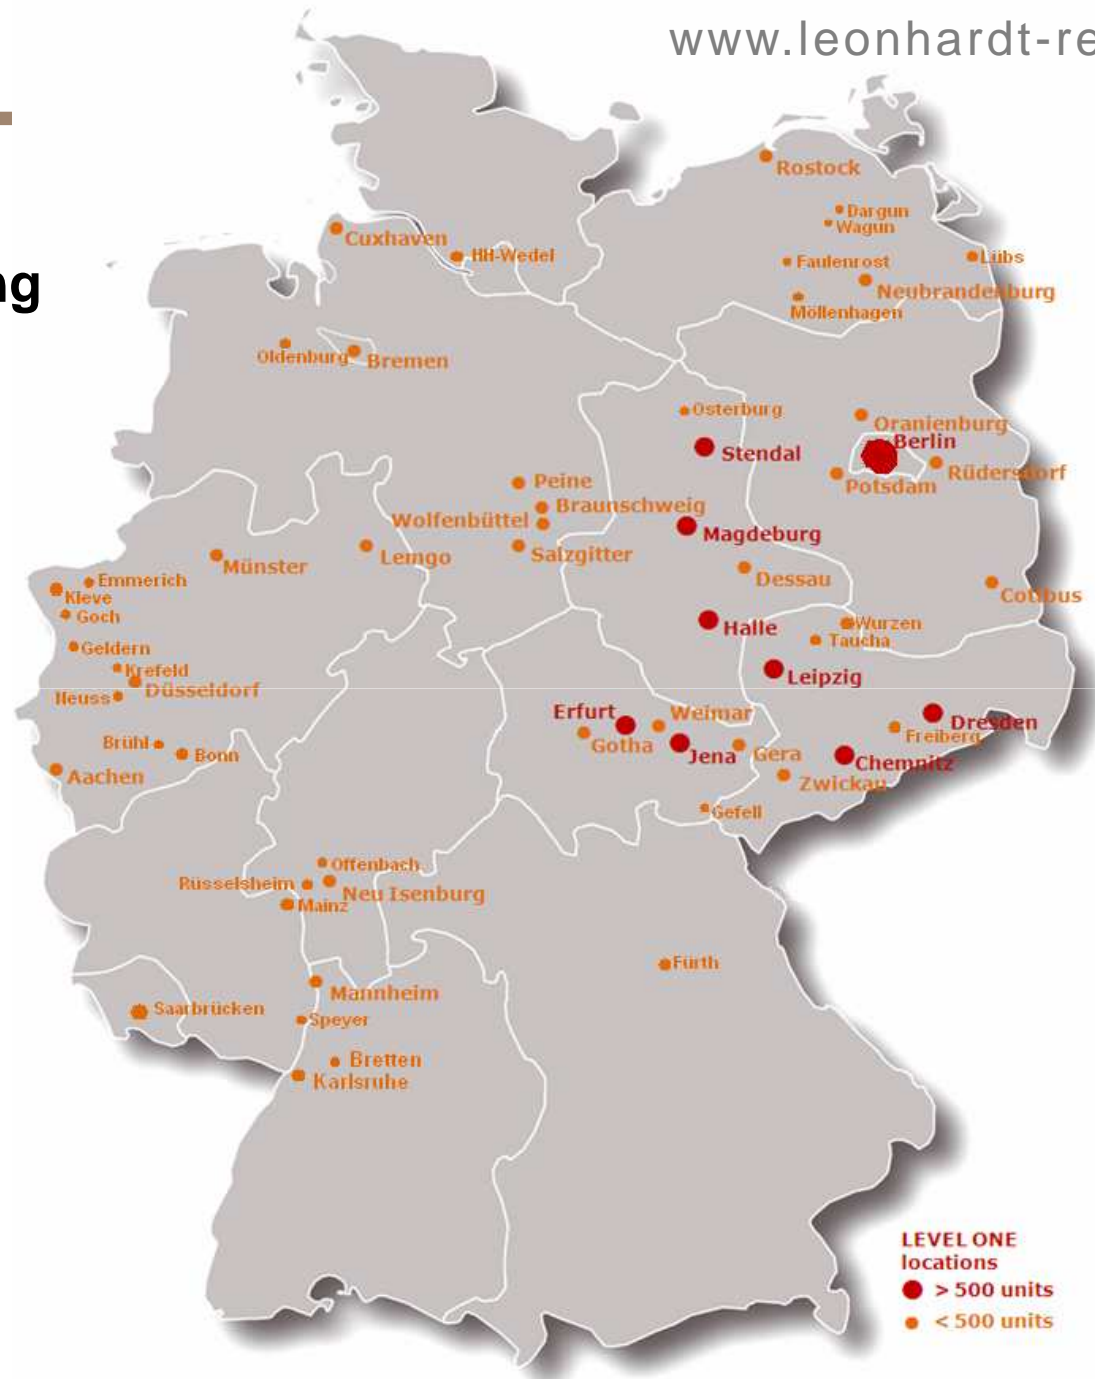 www.leonhardt-re
ng
Rostock
Dargun
Wagun
Cuxhaven
HH-Wedel
Lübs
Faulenrost
Neubrandenburg
Möllenhagen
Oldenburg
Bremen
Osterburg
Oranienburg
Berlin
Stendal
Rüdersdorf
Potsdam
Peine
Braunschweig
Wolfenbüttel
Magdeburg
Salzgitter
Lemgo
Münster
Dessau
Emmerich
Kleve
Cottbus
Goch
Wurzen
Halle
Taucha
Geldern
Krefeld
Leipzig
Düsseldorf
Neuss
Erfurt
Weimar
Dresden
Freiberg
Brühl
Gotha
Bonn
Jena
Gera
Chemnitz
Aachen
Zwickau
Gefell
Offenbach
Rüsselsheim
Neu Isenburg
Mainz
Fürth
Mannheim
Saarbrücken
Speyer
Bretten
Karlsruhe
LEVEL ONE
locations
> 500 units
< 500 units